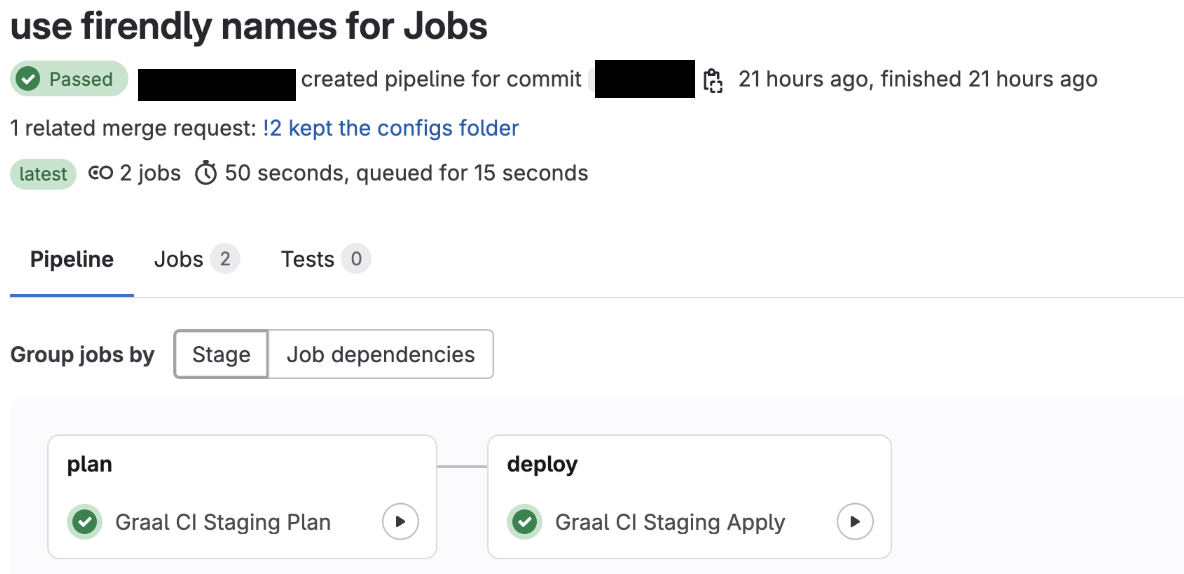 use firendly names for Jobs
Passed created pipeline for commit 21 hours ago, finished 21 hours ago
1 related merge request: !2 kept the configs folder
latest 2 jobs 50 seconds, queued for 15 seconds
Pipeline Jobs 2 Tests 0
Group jobs by Stage Job dependencies
plan deploy
Graal CI Staging Plan Graal CI Staging Apply